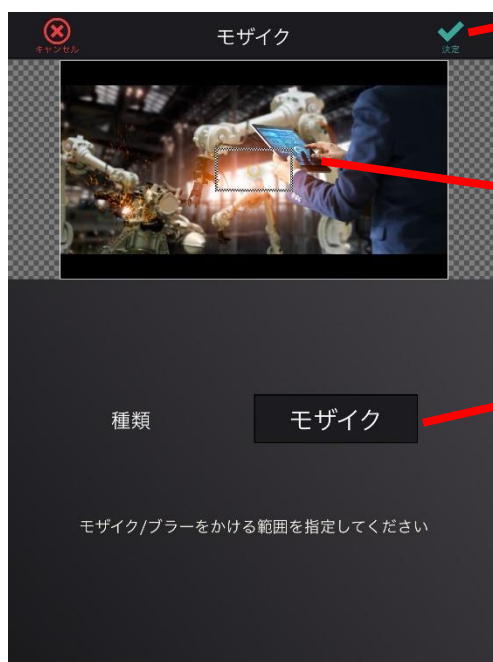 モザイク
キャンセル
決定
種類
モザイク
モザイク/ブラーをかける範囲を指定してください